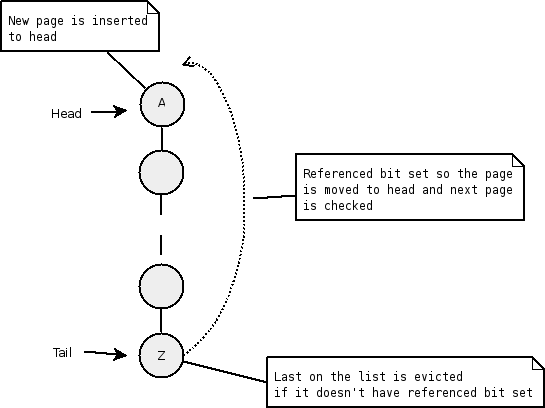 New page is inserted
to head
A
Head
Referenced bit set so the page
is moved to head and next page
is checked
Tail
Z
Last on the list is evicted
if it doesn't have referenced bit set